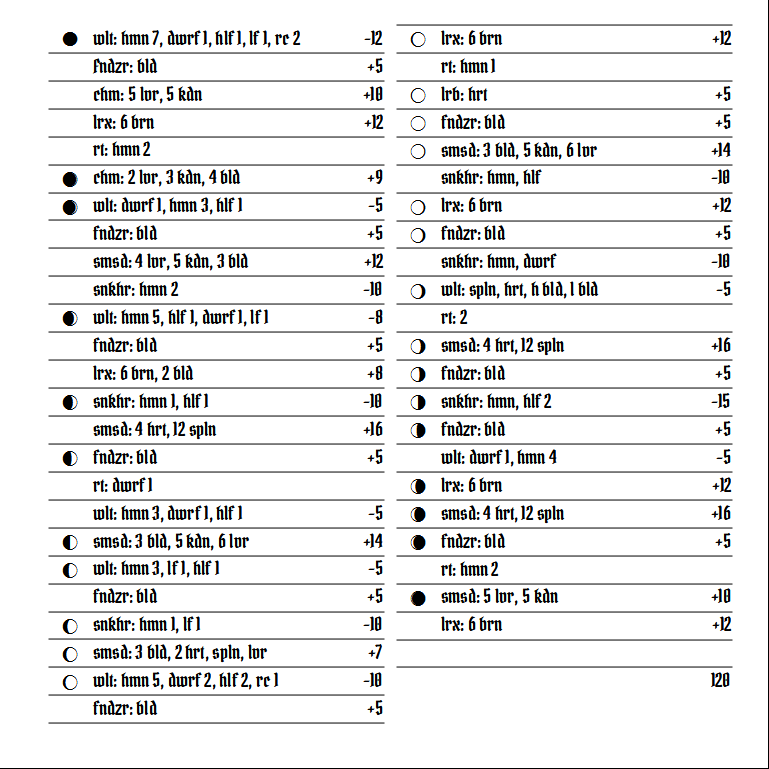 wlt: hmn 7, dwrf 1, hlf 1, lf 1, rc 2 -12
fndzr: bld +5
chm: 5 lvr, 5 kdn +10
lrx: 6 brn +12
rt: hmn 2
chm: 2 lvr, 3 kdn, 4 bld +9
wlt: dwrf 1, hmn 3, hlf 1 -5
fndzr: bld +5
smsd: 4 lvr, 5 kdn, 3 bld +12
snkhr: hmn 2 -10
wlt: hmn 5, hlf 1, dwrf 1, lf 1 -8
fndzr: bld +5
lrx: 6 brn, 2 bld +8
snkhr: hmn 1, hlf 1 -10
smsd: 4 hrt, 12 spln +16
fndzr: bld +5
rt: dwrf 1
wlt: hmn 3, dwrf 1, hlf 1 -5
smsd: 3 bld, 5 kdn, 6 lvr +14
wlt: hmn 3, lf 1, hlf 1 -5
fndzr: bld +5
snkhr: hmn 1, lf 1 -10
smsd: 3 bld, 2 hrt, spln, lvr +7
wlt: hmn 5, dwrf 2, hlf 2, rc 1 -10
fndzr: bld +5
lrx: 6 brn +12
rt: hmn 1
lrb: hrt +5
fndzr: bld +5
smsd: 3 bld, 5 kdn, 6 lvr +14
snkhr: hmn, hlf -10
lrx: 6 brn +12
fndzr: bld +5
snkhr: hmn, dwrf -10
wlt: spln, hrt, h bld, l bld -5
rt: 2
smsd: 4 hrt, 12 spln +16
fndzr: bld +5
snkhr: hmn, hlf 2 -15
fndzr: bld +5
wlt: dwrf 1, hmn 4 -5
lrx: 6 brn +12
smsd: 4 hrt, 12 spln +16
fndzr: bld +5
rt: hmn 2
smsd: 5 lvr, 5 kdn +10
lrx: 6 brn +12
120